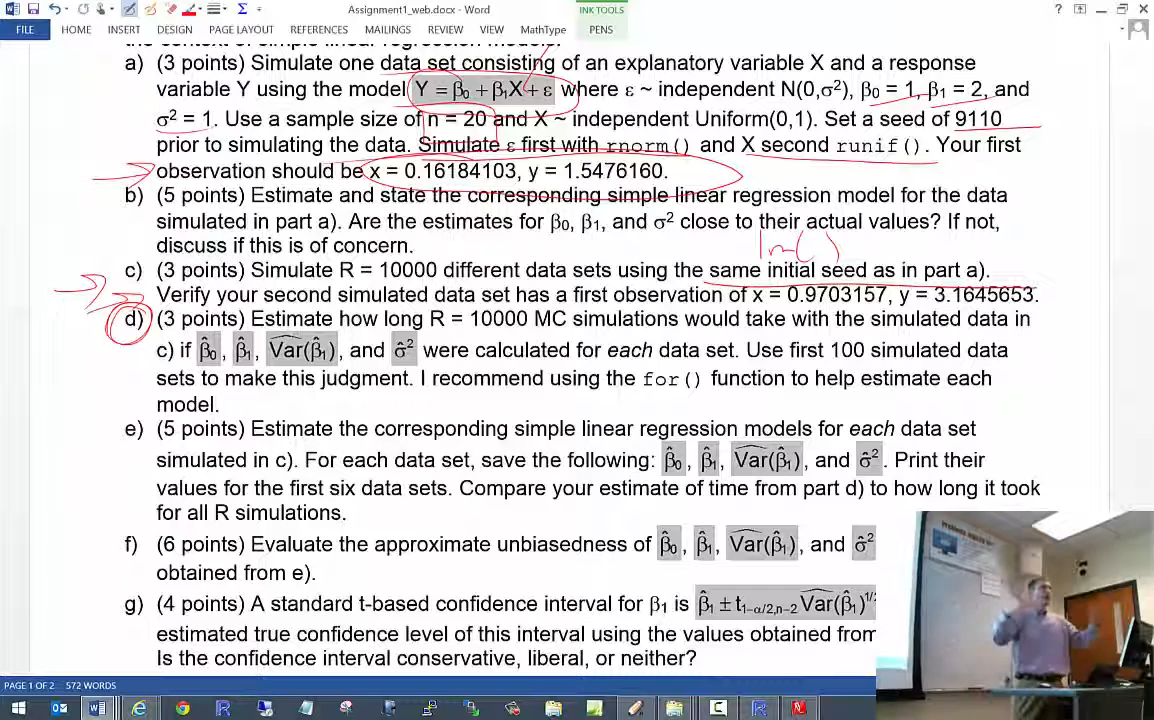 Assignment1_web.docx - Word
INK TOOLS
FILE HOME INSERT DESIGN PAGE LAYOUT REFERENCES MAILINGS REVIEW VIEW MathType PENS
the context of simple linear regression models.
a) (3 points) Simulate one data set consisting of an explanatory variable X and a response
variable Y using the model Y = β₀ + β₁X + ε where ε ~ independent N(0,σ²), β₀ = 1, β₁ = 2, and
σ² = 1. Use a sample size of n = 20 and X ~ independent Uniform(0,1). Set a seed of 9110
prior to simulating the data. Simulate ε first with rnorm() and X second runif(). Your first
observation should be x = 0.16184103, y = 1.5476160.
b) (5 points) Estimate and state the corresponding simple linear regression model for the data
simulated in part a). Are the estimates for β₀, β₁, and σ² close to their actual values? If not,
discuss if this is of concern.
lm()
c) (3 points) Simulate R = 10000 different data sets using the same initial seed as in part a).
Verify your second simulated data set has a first observation of x = 0.9703157, y = 3.1645653.
d) (3 points) Estimate how long R = 10000 MC simulations would take with the simulated data in
c) if β̂₀, β̂₁, Var̂(β̂₁), and σ̂² were calculated for each data set. Use first 100 simulated data
sets to make this judgment. I recommend using the for() function to help estimate each
model.
e) (5 points) Estimate the corresponding simple linear regression models for each data set
simulated in c). For each data set, save the following: β̂₀, β̂₁, Var̂(β̂₁), and σ̂². Print their
values for the first six data sets. Compare your estimate of time from part d) to how long it took
for all R simulations.
f) (6 points) Evaluate the approximate unbiasedness of β̂₀, β̂₁, Var̂(β̂₁), and σ̂²
obtained from e).
g) (4 points) A standard t-based confidence interval for β₁ is β̂₁ ± t₁₋α/₂,ₙ₋₂ Var̂(β̂₁)^1/2
estimated true confidence level of this interval using the values obtained from
Is the confidence interval conservative, liberal, or neither?
PAGE 1 OF 2 572 WORDS